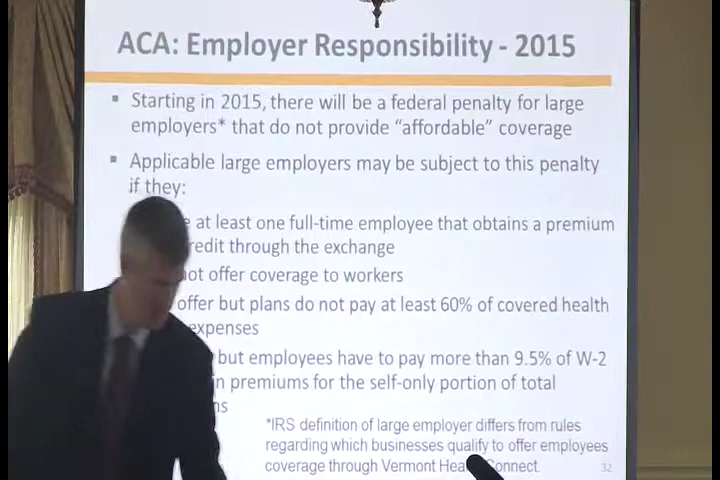 ACA: Employer Responsibility - 2015
▪ Starting in 2015, there will be a federal penalty for large
employers* that do not provide “affordable” coverage
▪ Applicable large employers may be subject to this penalty
if they:
at least one full-time employee that obtains a premium
redit through the exchange
ot offer coverage to workers
offer but plans do not pay at least 60% of covered health
expenses
but employees have to pay more than 9.5% of W-2
in premiums for the self-only portion of total
ns
*IRS definition of large employer differs from rules
regarding which businesses qualify to offer employees
coverage through Vermont Hea Connect.
32